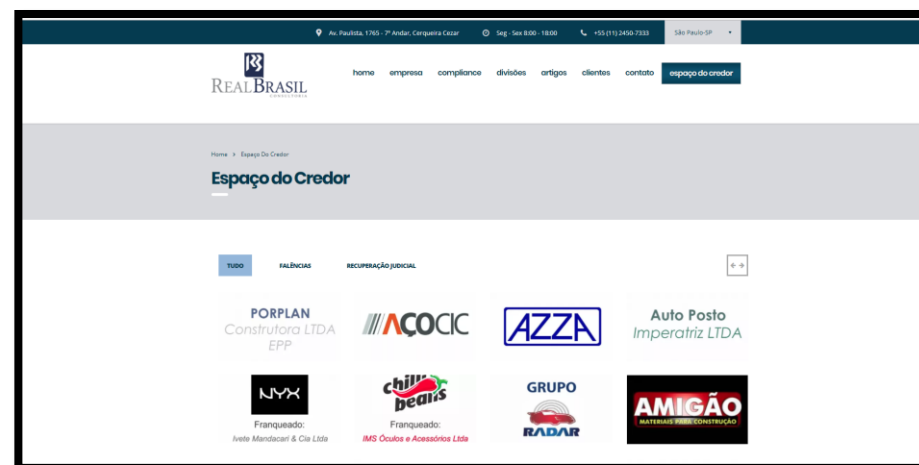 Av. Paulista, 1765 - 7º Andar, Cerqueira Cezar Seg - Sex 8:00 - 18:00 +55 (11) 2450-7333 São Paulo-SP
RB
REALBRASIL
CONSULTORIA
home empresa compliance divisões artigos clientes contato espaço do credor
Home > Espaço Do Credor
Espaço do Credor
TUDO FALÊNCIAS RECUPERAÇÃO JUDICIAL
PORPLAN
Construtora LTDA
EPP
AÇOCIC
AZZA
Auto Posto
Imperatriz LTDA
NYX
Franqueado:
Ivete Mandacari & Cia Ltda
chilli
beans
Franqueado:
IMS Óculos e Acessórios Ltda
GRUPO
RADAR
AMIGÃO
MATERIAIS PARA CONSTRUÇÃO